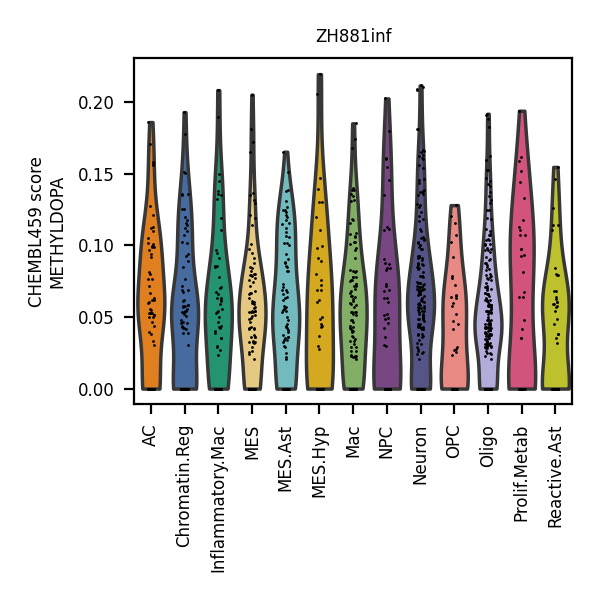 ZH881inf
CHEMBL459 score
METHYLDOPA
0.20
0.15
0.10
0.05
0.00
AC
Chromatin.Reg
Inflammatory.Mac
MES
MES.Ast
MES.Hyp
Mac
NPC
Neuron
OPC
Oligo
Prolif.Metab
Reactive.Ast